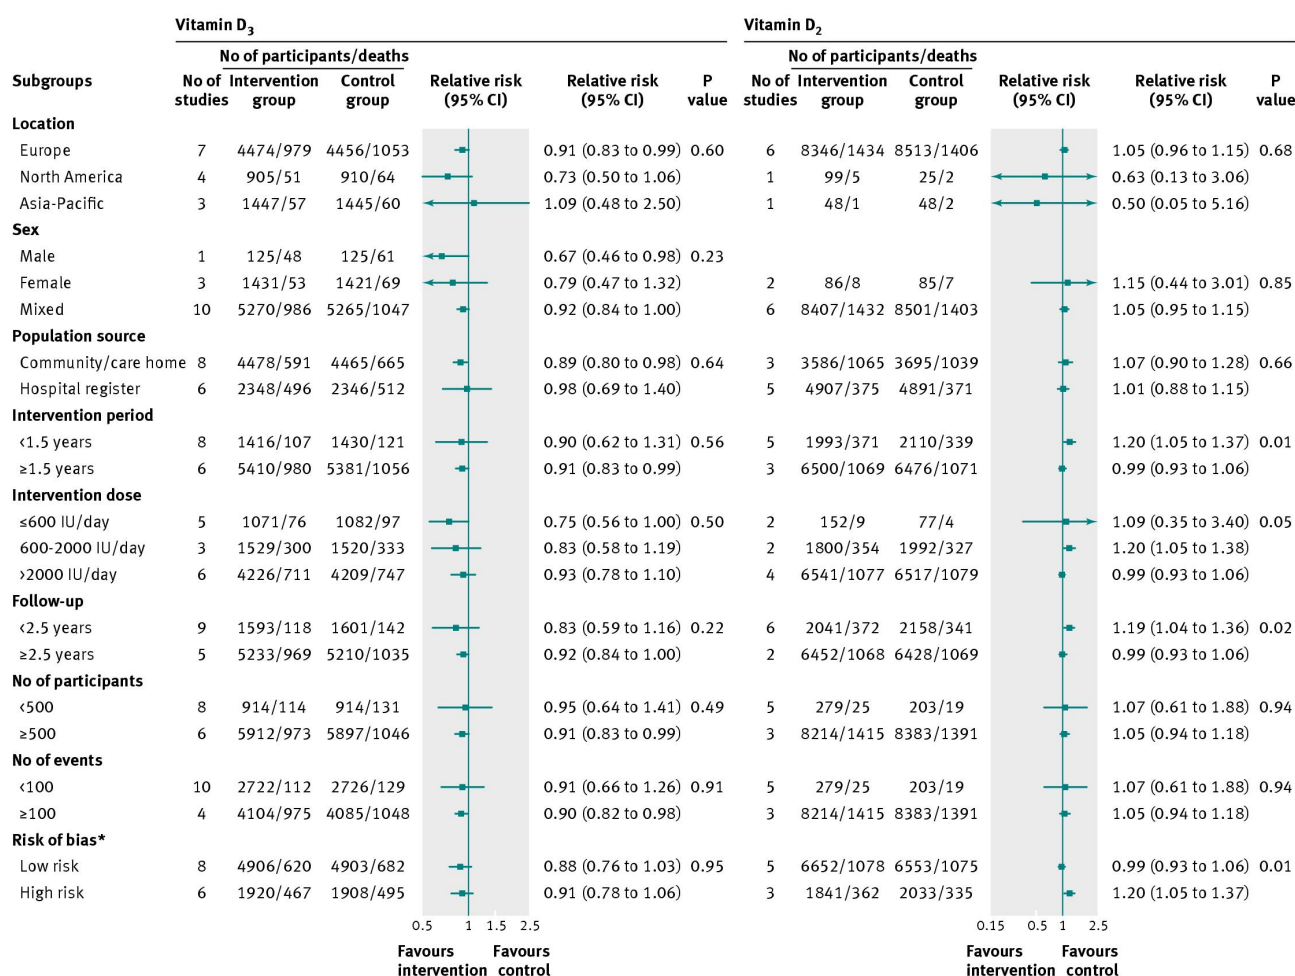 Vitamin D3 Vitamin D2
No of participants/deaths No of participants/deaths
Subgroups No of studies Intervention group Control group Relative risk (95% CI) Relative risk (95% CI) P value No of studies Intervention group Control group Relative risk (95% CI) Relative risk (95% CI) P value
Location
Europe 7 4474/979 4456/1053 0.91 (0.83 to 0.99) 0.60 6 8346/1434 8513/1406 1.05 (0.96 to 1.15) 0.68
North America 4 905/51 910/64 0.73 (0.50 to 1.06) 1 99/5 25/2 0.63 (0.13 to 3.06)
Asia-Pacific 3 1447/57 1445/60 1.09 (0.48 to 2.50) 1 48/1 48/2 0.50 (0.05 to 5.16)
Sex
Male 1 125/48 125/61 0.67 (0.46 to 0.98) 0.23
Female 3 1431/53 1421/69 0.79 (0.47 to 1.32) 2 86/8 85/7 1.15 (0.44 to 3.01) 0.85
Mixed 10 5270/986 5265/1047 0.92 (0.84 to 1.00) 6 8407/1432 8501/1403 1.05 (0.95 to 1.15)
Population source
Community/care home 8 4478/591 4465/665 0.89 (0.80 to 0.98) 0.64 3 3586/1065 3695/1039 1.07 (0.90 to 1.28) 0.66
Hospital register 6 2348/496 2346/512 0.98 (0.69 to 1.40) 5 4907/375 4891/371 1.01 (0.88 to 1.15)
Intervention period
<1.5 years 8 1416/107 1430/121 0.90 (0.62 to 1.31) 0.56 5 1993/371 2110/339 1.20 (1.05 to 1.37) 0.01
≥1.5 years 6 5410/980 5381/1056 0.91 (0.83 to 0.99) 3 6500/1069 6476/1071 0.99 (0.93 to 1.06)
Intervention dose
≤600 IU/day 5 1071/76 1082/97 0.75 (0.56 to 1.00) 0.50 2 152/9 77/4 1.09 (0.35 to 3.40) 0.05
600-2000 IU/day 3 1529/300 1520/333 0.83 (0.58 to 1.19) 2 1800/354 1992/327 1.20 (1.05 to 1.38)
>2000 IU/day 6 4226/711 4209/747 0.93 (0.78 to 1.10) 4 6541/1077 6517/1079 0.99 (0.93 to 1.06)
Follow-up
<2.5 years 9 1593/118 1601/142 0.83 (0.59 to 1.16) 0.22 6 2041/372 2158/341 1.19 (1.04 to 1.36) 0.02
≥2.5 years 5 5233/969 5210/1035 0.92 (0.84 to 1.00) 2 6452/1068 6428/1069 0.99 (0.93 to 1.06)
No of participants
<500 8 914/114 914/131 0.95 (0.64 to 1.41) 0.49 5 279/25 203/19 1.07 (0.61 to 1.88) 0.94
≥500 6 5912/973 5897/1046 0.91 (0.83 to 0.99) 3 8214/1415 8383/1391 1.05 (0.94 to 1.18)
No of events
<100 10 2722/112 2726/129 0.91 (0.66 to 1.26) 0.91 5 279/25 203/19 1.07 (0.61 to 1.88) 0.94
≥100 4 4104/975 4085/1048 0.90 (0.82 to 0.98) 3 8214/1415 8383/1391 1.05 (0.94 to 1.18)
Risk of bias*
Low risk 8 4906/620 4903/682 0.88 (0.76 to 1.03) 0.95 5 6652/1078 6553/1075 0.99 (0.93 to 1.06) 0.01
High risk 6 1920/467 1908/495 0.91 (0.78 to 1.06) 3 1841/362 2033/335 1.20 (1.05 to 1.37)
0.5 1 1.5 2.5 0.15 0.5 1 2.5
Favours intervention Favours control Favours intervention Favours control